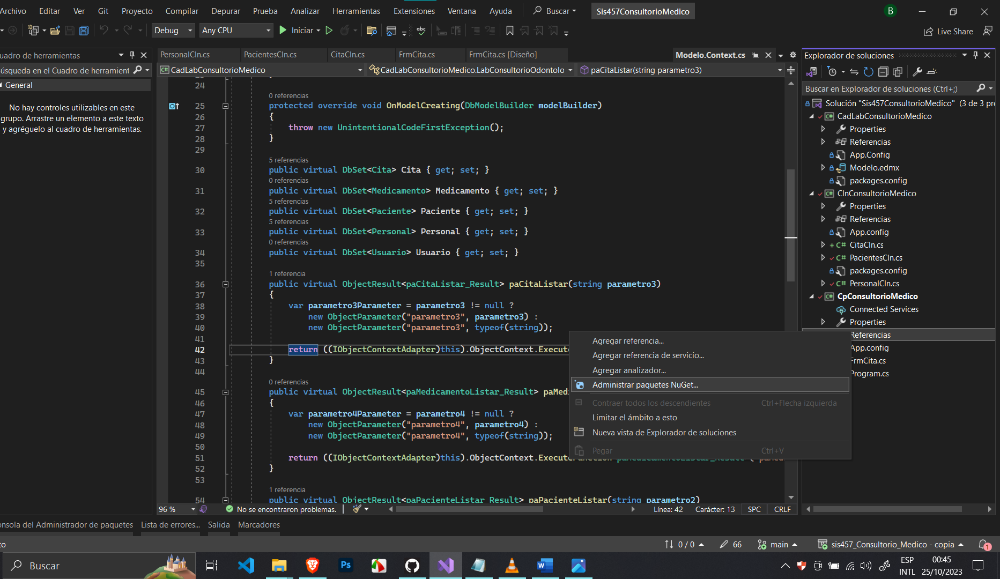 Archivo Editar Ver Git Proyecto Compilar Depurar Prueba Analizar Herramientas Extensiones Ventana Ayuda Buscar Sis457ConsultorioMedico B
Debug Any CPU Iniciar abc Live Share
uadro de herramientas
úsqueda en el Cuadro de herramient
General
No hay controles utilizables en este
grupo. Arrastre un elemento a este texto
y agréguelo al cuadro de herramientas.
PersonalCln.cs PacientesCln.cs CitaCln.cs FrmCita.cs FrmCita.cs [Diseño] Modelo.Context.cs
CadLabConsultorioMedico CadLabConsultorioMedico.LabConsultorioOdontolo paCitaListar(string parametro3)
24
0 referencias
25 protected override void OnModelCreating(DbModelBuilder modelBuilder)
26 {
27 throw new UnintentionalCodeFirstException();
28 }
29
5 referencias
30 public virtual DbSet<Cita> Cita { get; set; }
0 referencias
31 public virtual DbSet<Medicamento> Medicamento { get; set; }
5 referencias
32 public virtual DbSet<Paciente> Paciente { get; set; }
5 referencias
33 public virtual DbSet<Personal> Personal { get; set; }
0 referencias
34 public virtual DbSet<Usuario> Usuario { get; set; }
35
1 referencia
36 public virtual ObjectResult<paCitaListar_Result> paCitaListar(string parametro3)
37 {
38 var parametro3Parameter = parametro3 != null ?
39 new ObjectParameter("parametro3", parametro3) :
40 new ObjectParameter("parametro3", typeof(string));
41
42 return ((IObjectContextAdapter)this).ObjectContext.Execut
43 }
44
0 referencias
45 public virtual ObjectResult<paMedicamentoListar_Result> paMed
46 {
47 var parametro4Parameter = parametro4 != null ?
48 new ObjectParameter("parametro4", parametro4) :
49 new ObjectParameter("parametro4", typeof(string));
50
51 return ((IObjectContextAdapter)this).ObjectContext.
52 }
53
1 referencia
54 public virtual ObjectResult<paPacienteListar_Result> paPacienteListar(string parametro2)
96 % No se encontraron problemas. Línea: 42 Carácter: 13 SPC CRLF
Explorador de soluciones
Buscar en Explorador de soluciones (Ctrl+;)
Solución "Sis457ConsultorioMedico" (3 de 3 pro
CadLabConsultorioMedico
Properties
Referencias
App.Config
Modelo.edmx
packages.config
ClnConsultorioMedico
Properties
Referencias
App.config
CitaCln.cs
PacientesCln.cs
packages.config
PersonalCln.cs
CpConsultorioMedico
Connected Services
Properties
Referencias
App.config
FrmCita.cs
Program.cs
Agregar referencia...
Agregar referencia de servicio...
Agregar analizador...
Administrar paquetes NuGet...
Contraer todos los descendientes Ctrl+Flecha izquierda
Limitar el ámbito a esto
Nueva vista de Explorador de soluciones
Pegar Ctrl+V
onsola del Administrador de paquetes Lista de errores... Salida Marcadores
to 0 / 0 66 main sis457_Consultorio_Medico - copia 1
Buscar Ps ESP INTL 00:45 25/10/2023